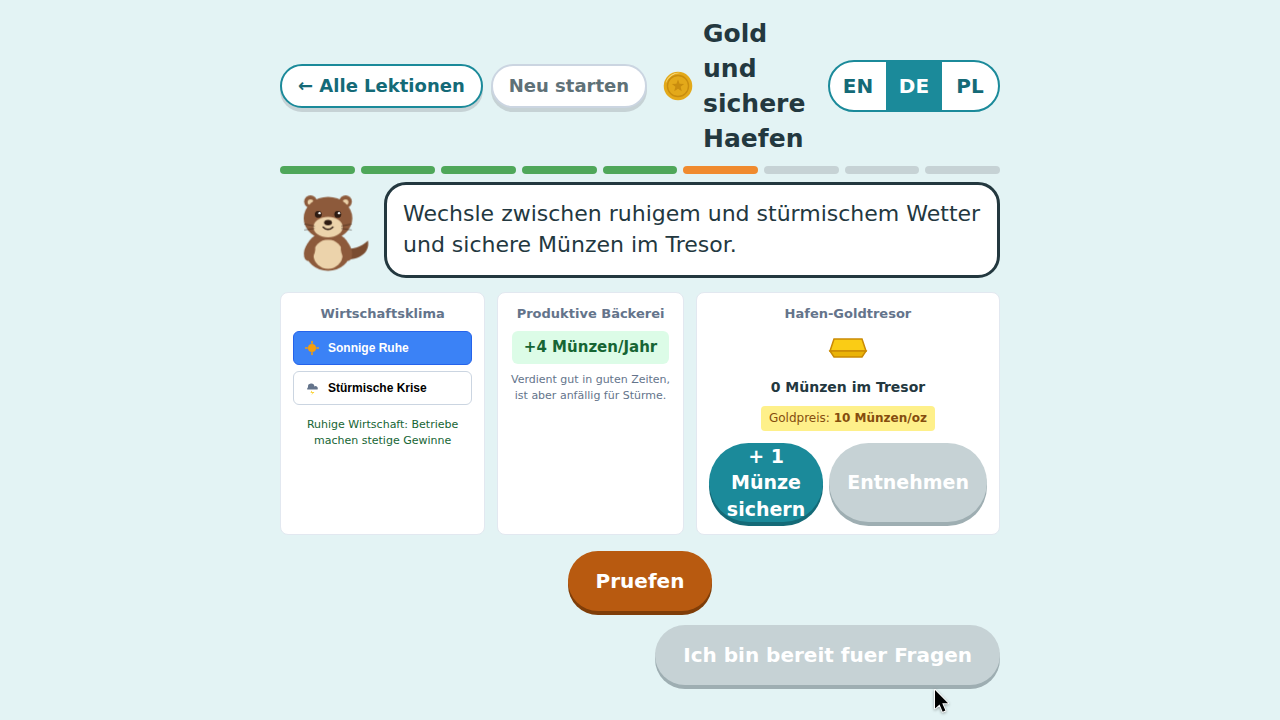 ← Alle Lektionen
Neu starten
Gold
und
sichere
Haefen
EN DE PL
Wechsle zwischen ruhigem und stürmischem Wetter
und sichere Münzen im Tresor.
Wirtschaftsklima
Sonnige Ruhe
Stürmische Krise
Ruhige Wirtschaft: Betriebe
machen stetige Gewinne
Produktive Bäckerei
+4 Münzen/Jahr
Verdient gut in guten Zeiten,
ist aber anfällig für Stürme.
Hafen-Goldtresor
0 Münzen im Tresor
Goldpreis: 10 Münzen/oz
+ 1
Münze
sichern
Entnehmen
Pruefen
Ich bin bereit fuer Fragen